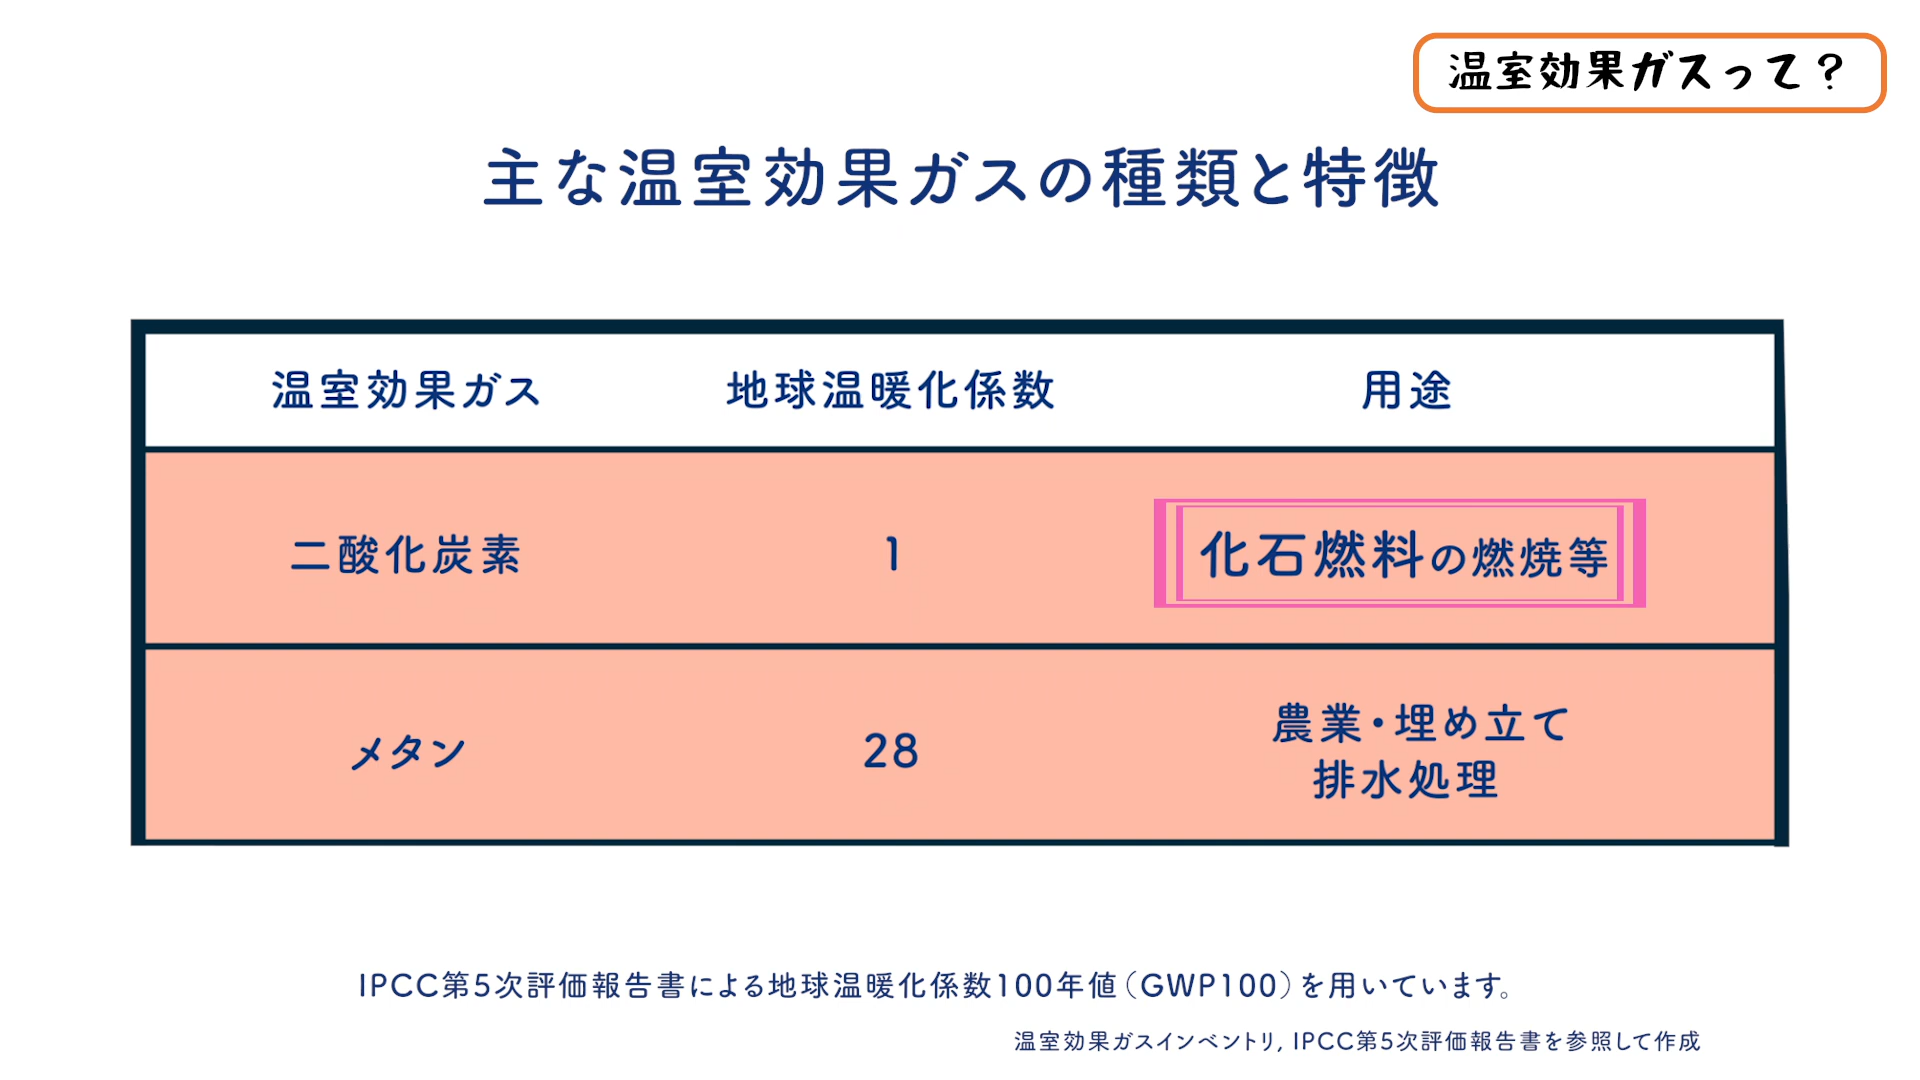 温室効果ガスって？
主な温室効果ガスの種類と特徴
温室効果ガス 地球温暖化係数 用途
二酸化炭素 1 化石燃料の燃焼等
メタン 28 農業・埋め立て
排水処理
IPCC第5次評価報告書による地球温暖化係数100年値（GWP100）を用いています。
温室効果ガスインベントリ, IPCC第5次評価報告書を参照して作成